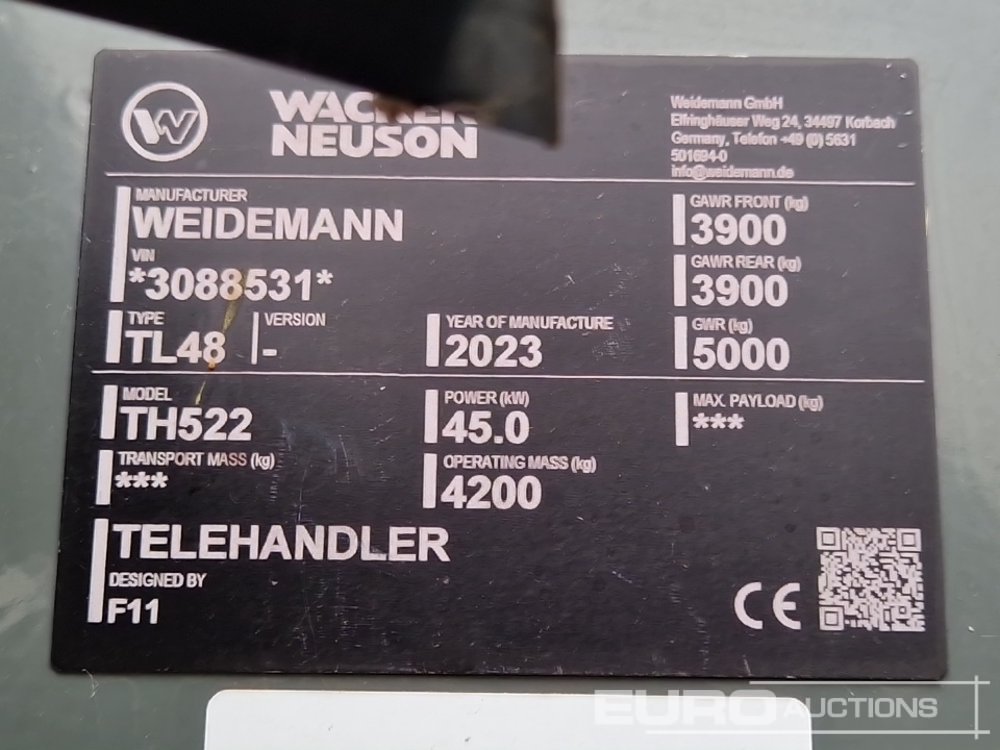 W
WACKER
NEUSON
Weidemann GmbH
Elfringhäuser Weg 24, 34497 Korbach
Germany, Telefon +49 (0) 5631
501694-0
info@weidemann.de
MANUFACTURER
WEIDEMANN
VIN
*3088531*
TYPE
TL48
VERSION
-
YEAR OF MANUFACTURE
2023
GAWR FRONT (kg)
3900
GAWR REAR (kg)
3900
GWR (kg)
5000
MODEL
TH522
POWER (kW)
45.0
MAX. PAYLOAD (kg)
***
TRANSPORT MASS (kg)
***
OPERATING MASS (kg)
4200
TELEHANDLER
DESIGNED BY
F11
CE
EURO AUCTIONS